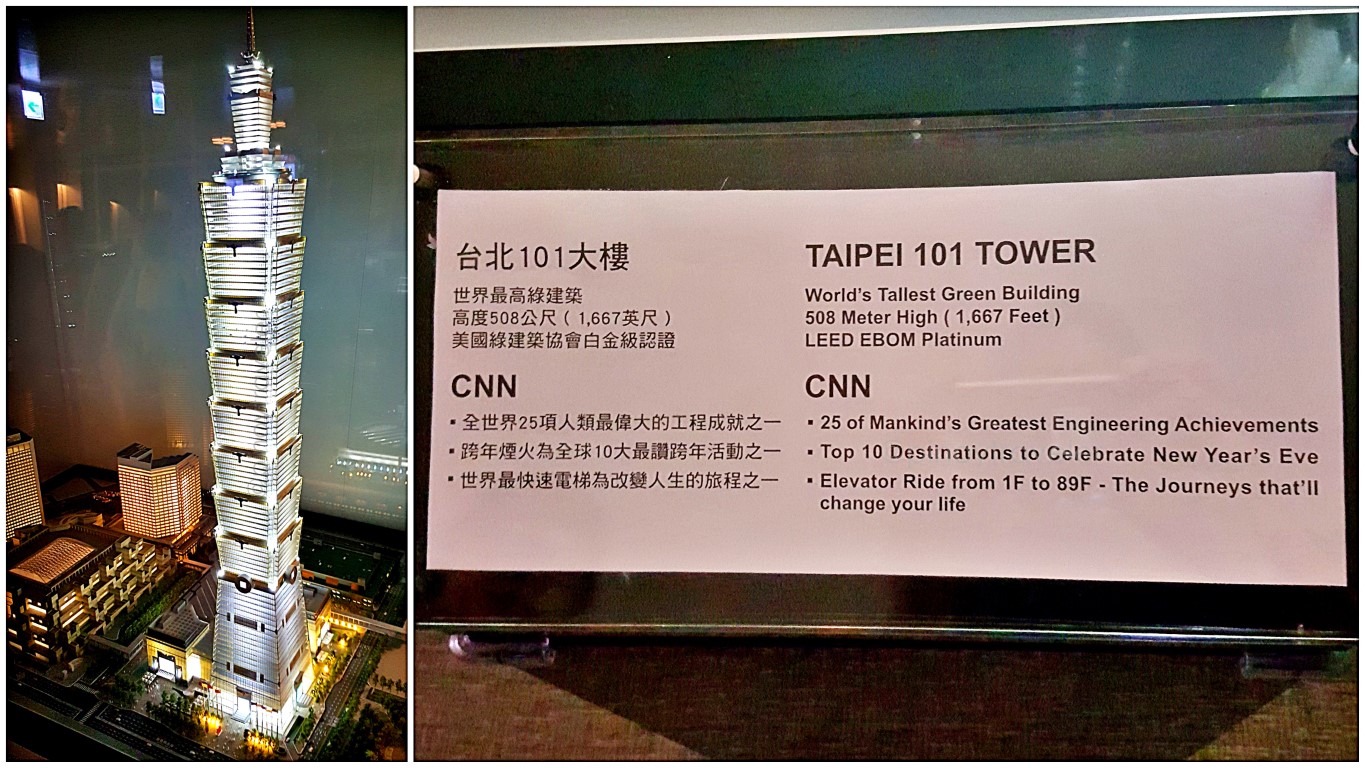 台北101大樓
世界最高綠建築
高度508公尺 ( 1,667英尺 )
美國綠建築協會白金級認證
CNN
▪ 全世界25項人類最偉大的工程成就之一
▪ 跨年煙火為全球10大最讚跨年活動之一
▪ 世界最快速電梯為改變人生的旅程之一
TAIPEI 101 TOWER
World's Tallest Green Building
508 Meter High ( 1,667 Feet )
LEED EBOM Platinum
CNN
▪ 25 of Mankind's Greatest Engineering Achievements
▪ Top 10 Destinations to Celebrate New Year's Eve
▪ Elevator Ride from 1F to 89F - The Journeys that'll
change your life